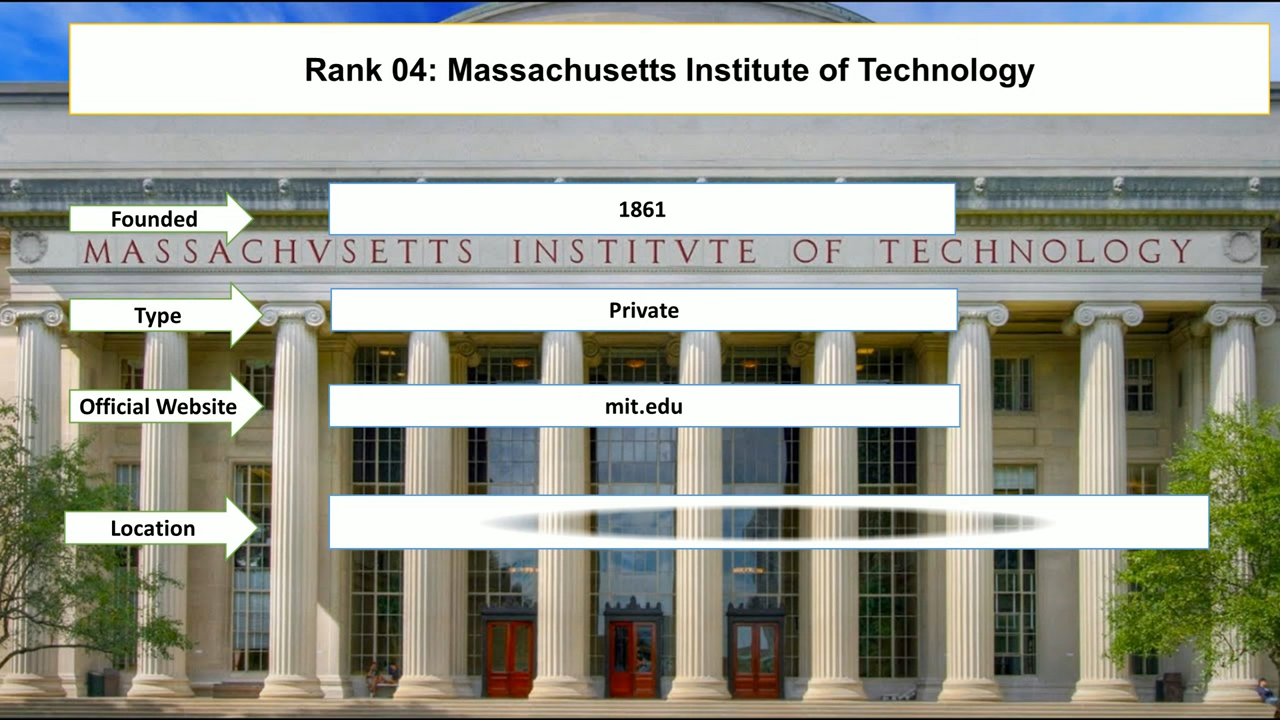 Rank 04: Massachusetts Institute of Technology
Founded
1861
MASSACHVSETTS INSTITVTE OF TECHNOLOGY
Type
Private
Official Website
mit.edu
Location